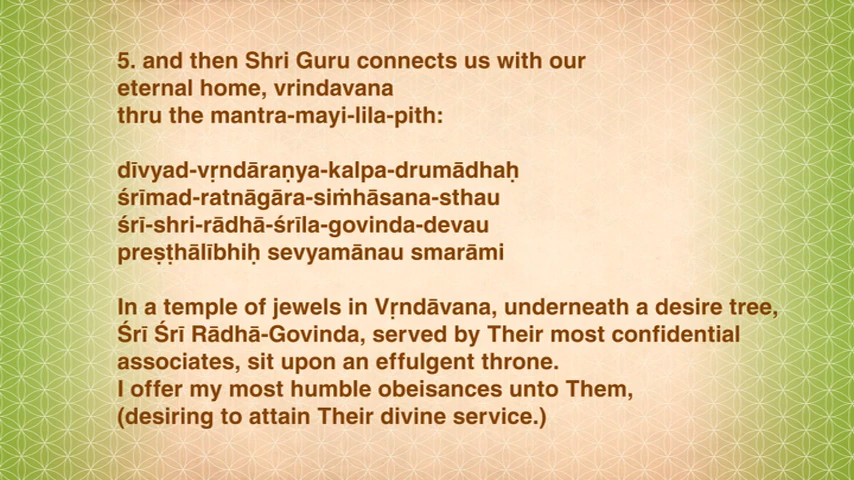 5. and then Shri Guru connects us with our
eternal home, vrindavana
thru the mantra-mayi-lila-pith:
dīvyad-vṛndāraṇya-kalpa-drumādhaḥ
śrīmad-ratnāgāra-siṁhāsana-sthau
śrī-shri-rādhā-śrīla-govinda-devau
preṣṭhālībhiḥ sevyamānau smarāmi
In a temple of jewels in Vṛndāvana, underneath a desire tree,
Śrī Śrī Rādhā-Govinda, served by Their most confidential
associates, sit upon an effulgent throne.
I offer my most humble obeisances unto Them,
(desiring to attain Their divine service.)